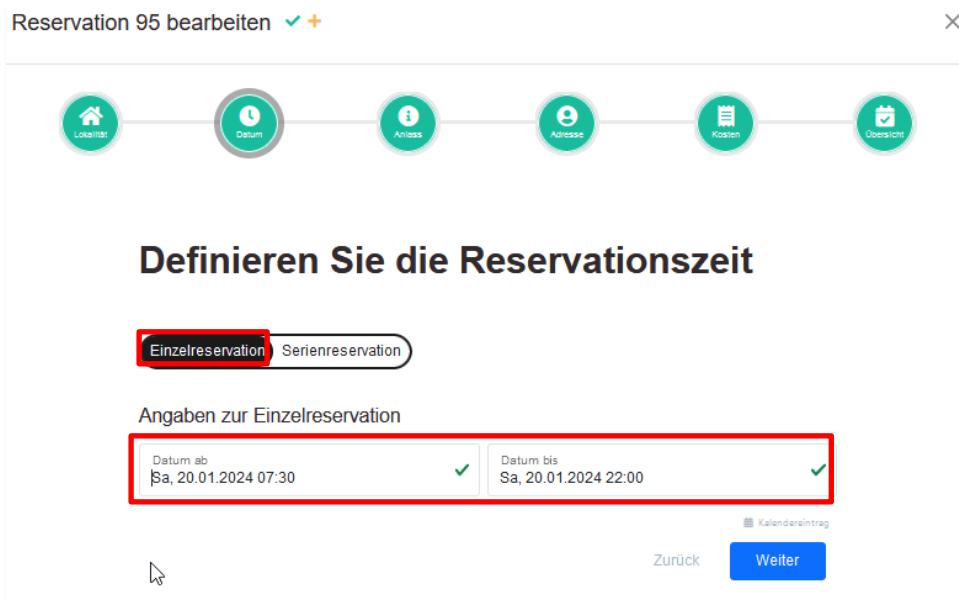 Reservation 95 bearbeiten
Lokalität Datum Anlass Adresse Kosten Übersicht
Definieren Sie die Reservationszeit
Einzelreservation Serienreservation
Angaben zur Einzelreservation
Datum ab Datum bis
Sa, 20.01.2024 07:30 Sa, 20.01.2024 22:00
Kalendereintrag
Zurück Weiter